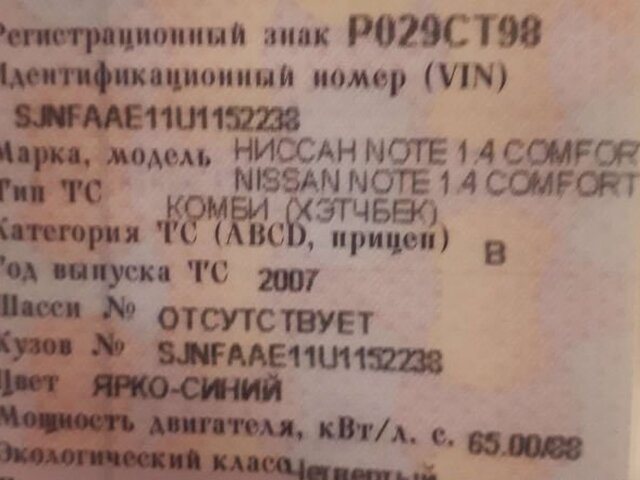 Регистрационный знак Р029СТ98
Идентификационный номер (VIN)
SJNFAAE11U1152238
Марка, модель НИССАН NOTE 1.4 COMFOR
NISSAN NOTE 1.4 COMFORT
Тип ТС КОМБИ (ХЭТЧБЕК)
Категория ТС (ABCD, прицеп) B
Год выпуска ТС 2007
Шасси № ОТСУТСТВУЕТ
Кузов № SJNFAAE11U1152238
Цвет ЯРКО-СИНИЙ
Мощность двигателя, кВт/л. с. 65.00/88
Экологический класс Четвертый